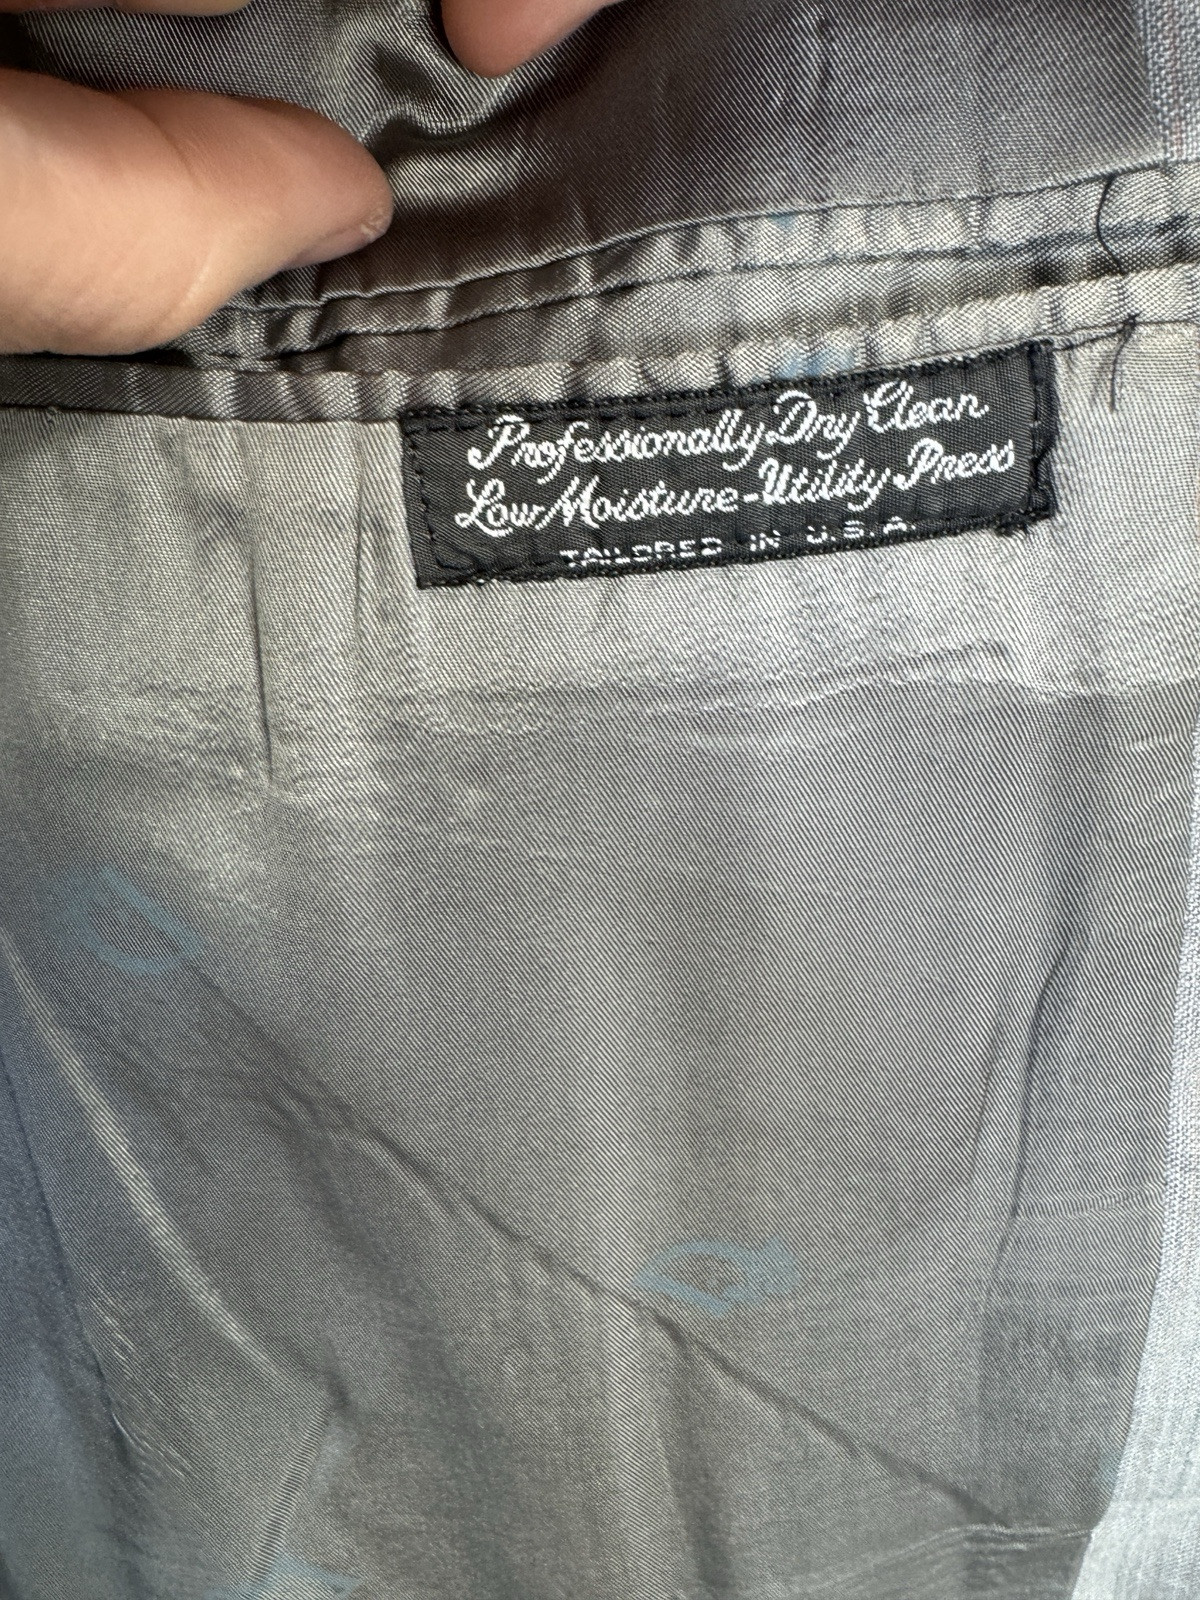 Professionally Dry Clean
Low Moisture-Utility Press
TAILORED IN U.S.A.